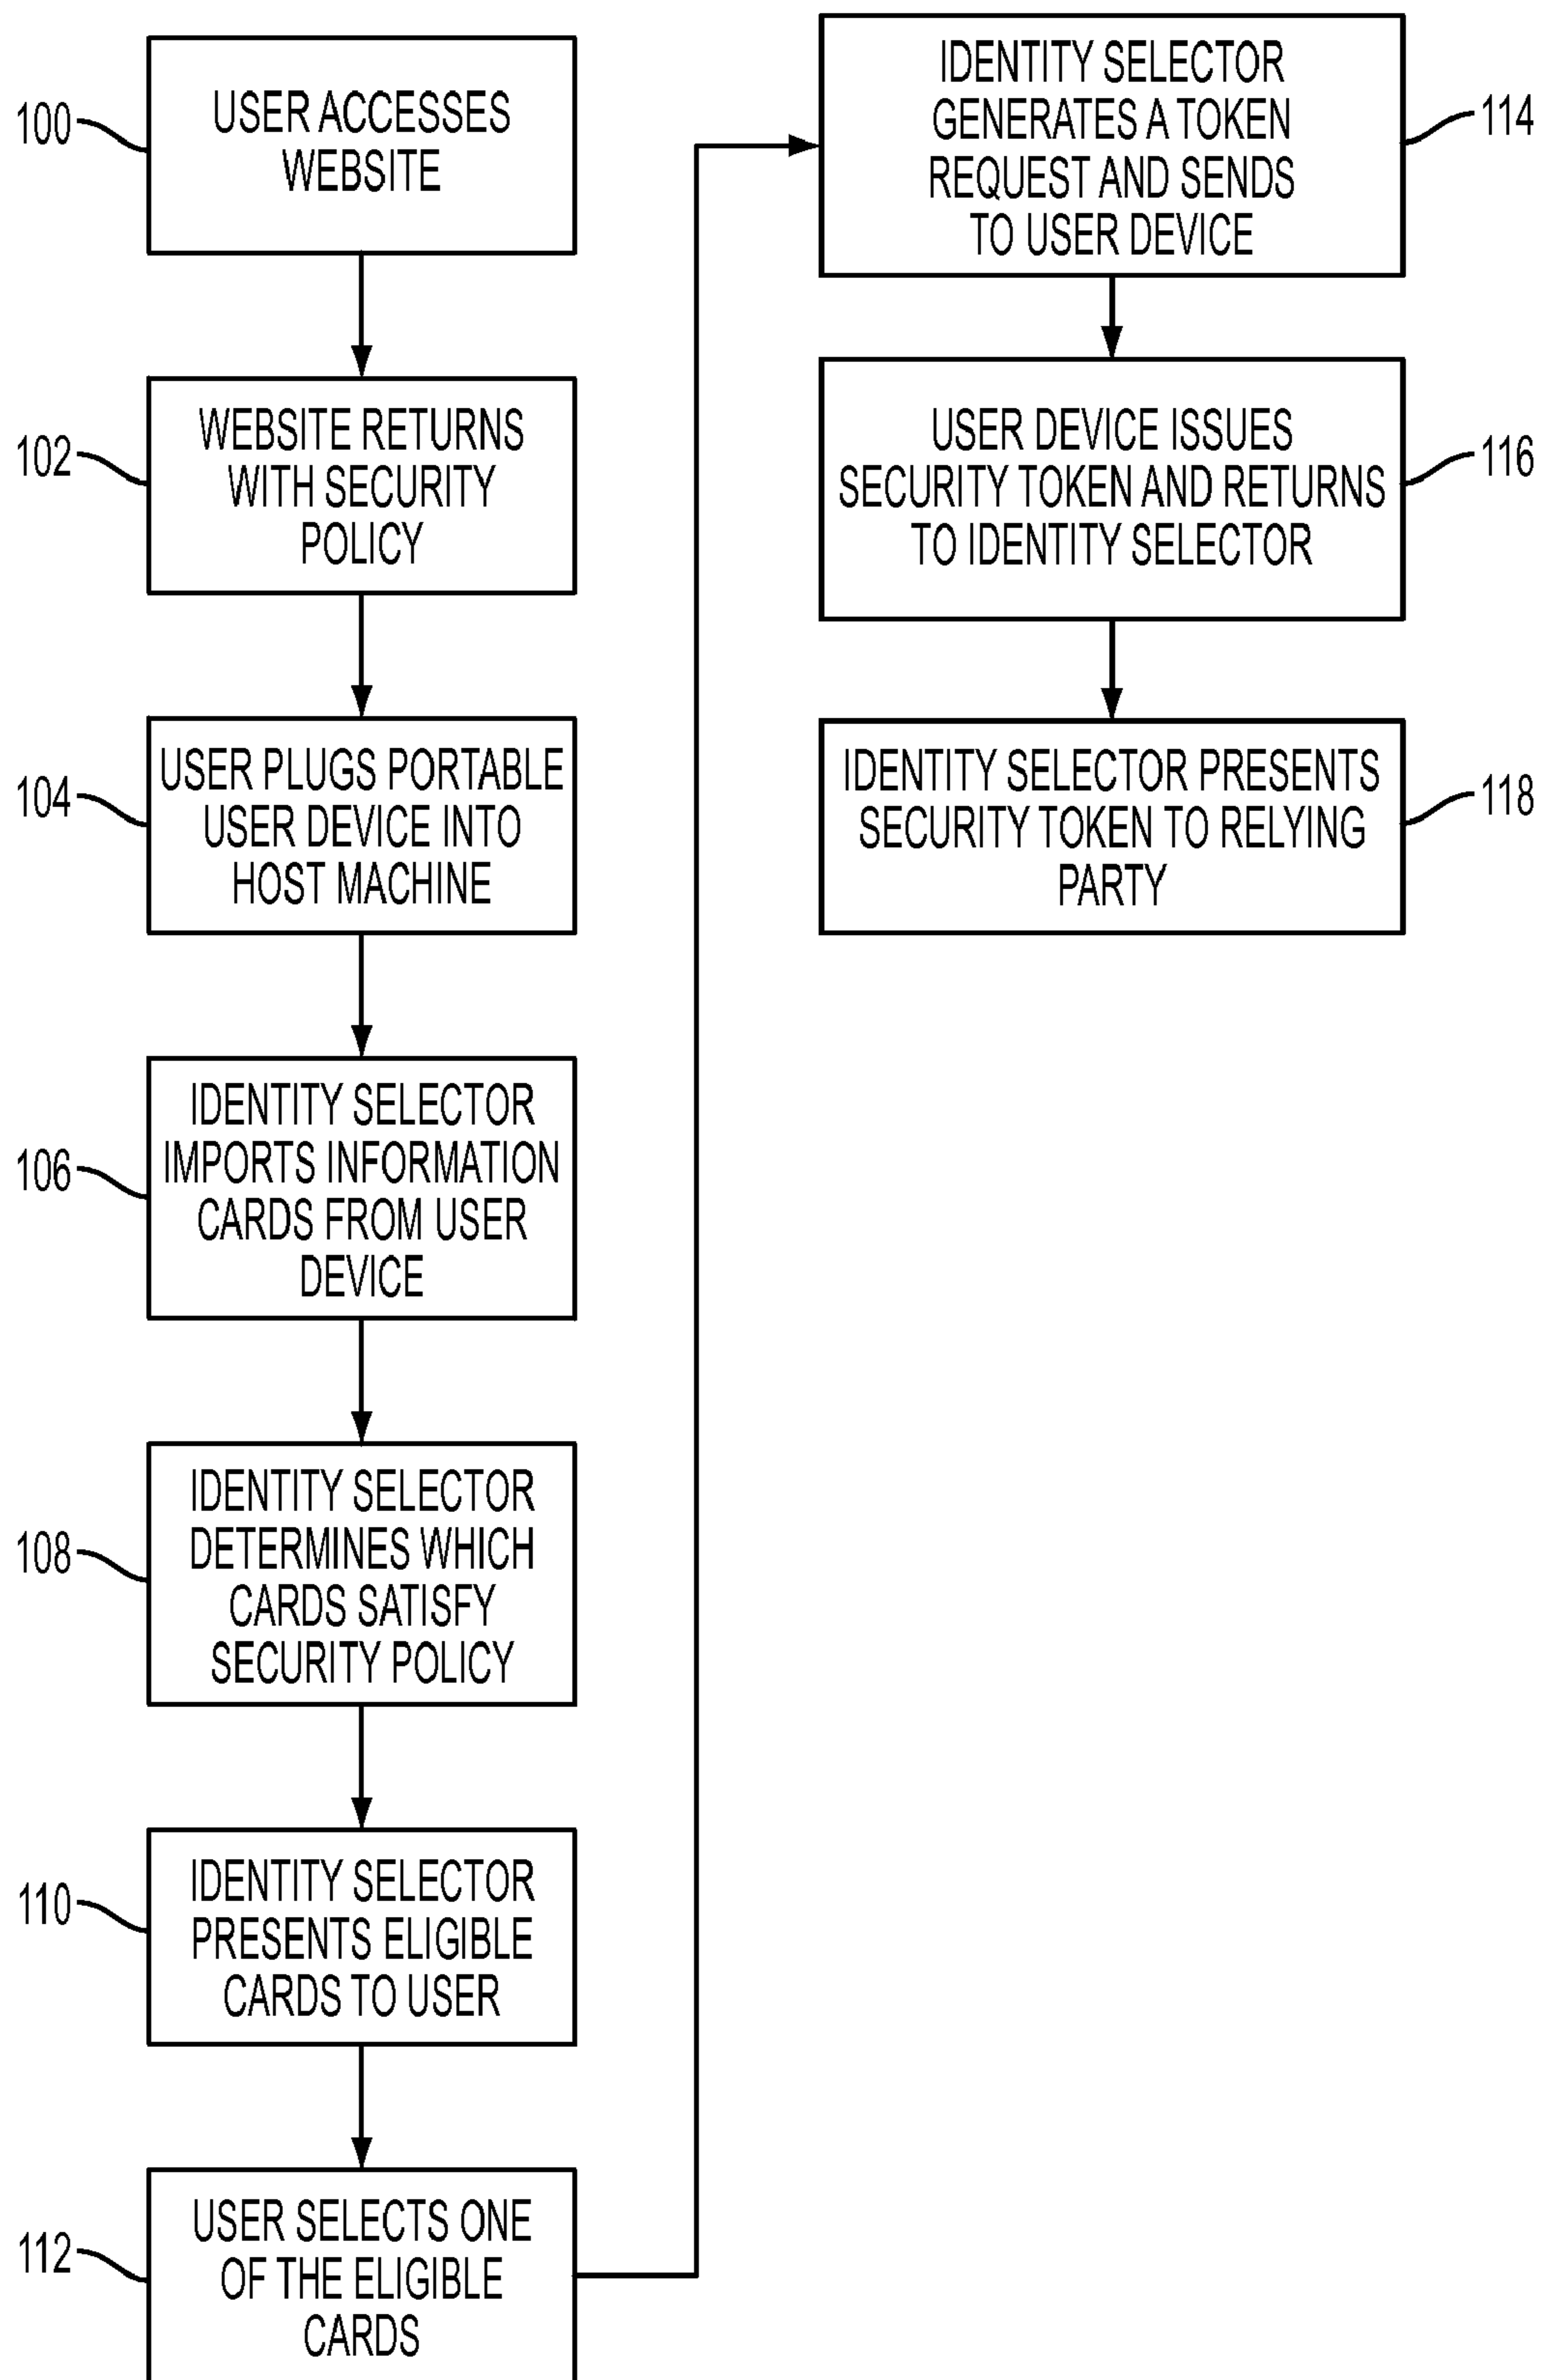 100
USER ACCESSES
WEBSITE
102
WEBSITE RETURNS
WITH SECURITY
POLICY
104
USER PLUGS PORTABLE
USER DEVICE INTO
HOST MACHINE
106
IDENTITY SELECTOR
IMPORTS INFORMATION
CARDS FROM USER
DEVICE
108
IDENTITY SELECTOR
DETERMINES WHICH
CARDS SATISFY
SECURITY POLICY
110
IDENTITY SELECTOR
PRESENTS ELIGIBLE
CARDS TO USER
112
USER SELECTS ONE
OF THE ELIGIBLE
CARDS
IDENTITY SELECTOR
GENERATES A TOKEN
REQUEST AND SENDS
TO USER DEVICE
114
USER DEVICE ISSUES
SECURITY TOKEN AND RETURNS
TO IDENTITY SELECTOR
116
IDENTITY SELECTOR PRESENTS
SECURITY TOKEN TO RELYING
PARTY
118